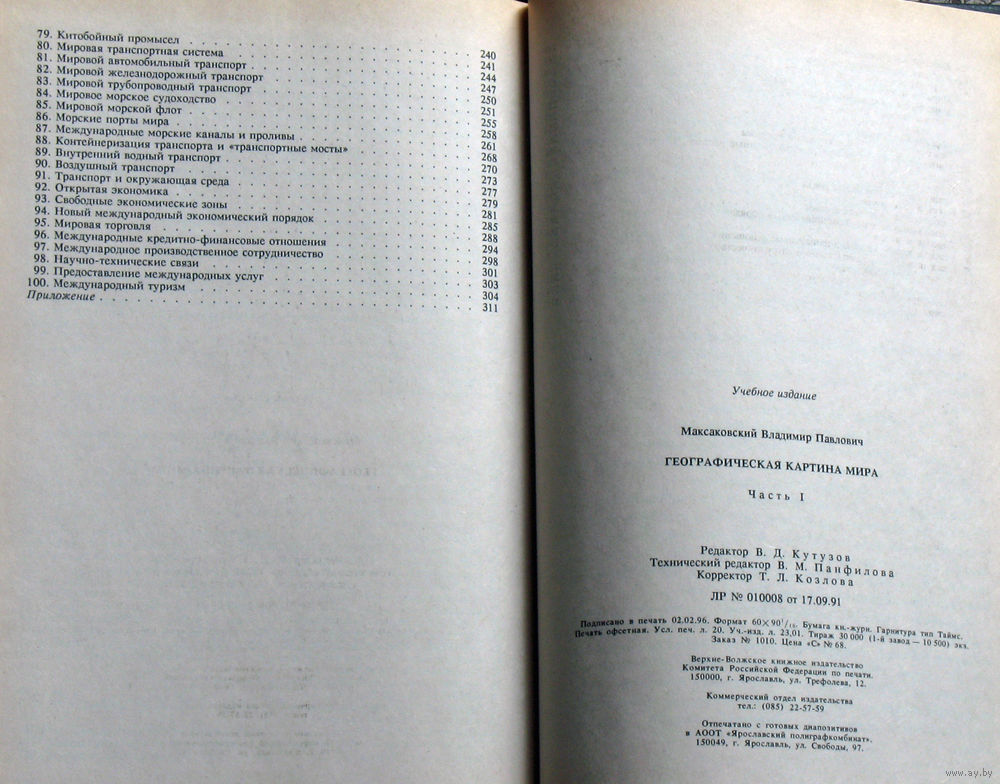 79. Китобойный промысел . . . 240
80. Мировая транспортная система . . . 241
81. Мировой автомобильный транспорт . . . 244
82. Мировой железнодорожный транспорт . . . 247
83. Мировой трубопроводный транспорт . . . 250
84. Мировое морское судоходство . . . 251
85. Мировой морской флот . . . 255
86. Морские порты мира . . . 258
87. Международные морские каналы и проливы . . . 261
88. Контейнеризация транспорта и «транспортные мосты» . . . 268
89. Внутренний водный транспорт . . . 270
90. Воздушный транспорт . . . 273
91. Транспорт и окружающая среда . . . 277
92. Открытая экономика . . . 279
93. Свободные экономические зоны . . . 281
94. Новый международный экономический порядок . . . 285
95. Мировая торговля . . . 288
96. Международные кредитно-финансовые отношения . . . 294
97. Международное производственное сотрудничество . . . 298
98. Научно-технические связи . . . 301
99. Предоставление международных услуг . . . 303
100. Международный туризм . . . 304
Приложение . . . 311
Учебное издание
Максаковский Владимир Павлович
ГЕОГРАФИЧЕСКАЯ КАРТИНА МИРА
Часть I
Редактор В. Д. Кутузов
Технический редактор В. М. Панфилова
Корректор Т. Л. Козлова
ЛР № 010008 от 17.09.91
Подписано в печать 02.02.96. Формат 60×90 1/16. Бумага кн.-журн. Гарнитура тип Таймс.
Печать офсетная. Усл. печ. л. 20. Уч.-изд. л. 23,01. Тираж 30 000 (1-й завод — 10 500) экз.
Заказ № 1010. Цена «С» № 68.
Верхне-Волжское книжное издательство
Комитета Российской Федерации по печати.
150000, г. Ярославль, ул. Трефолева, 12.
Коммерческий отдел издательства
тел.: (085) 22-57-59
Отпечатано с готовых диапозитивов
в АООТ «Ярославский полиграфкомбинат».
150049, г. Ярославль, ул. Свободы, 97.
www.ay.by